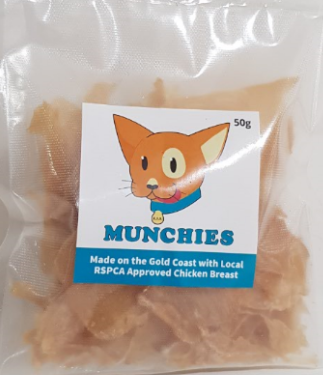 50g
MUNCHIES
Made on the Gold Coast with Local
RSPCA Approved Chicken Breast